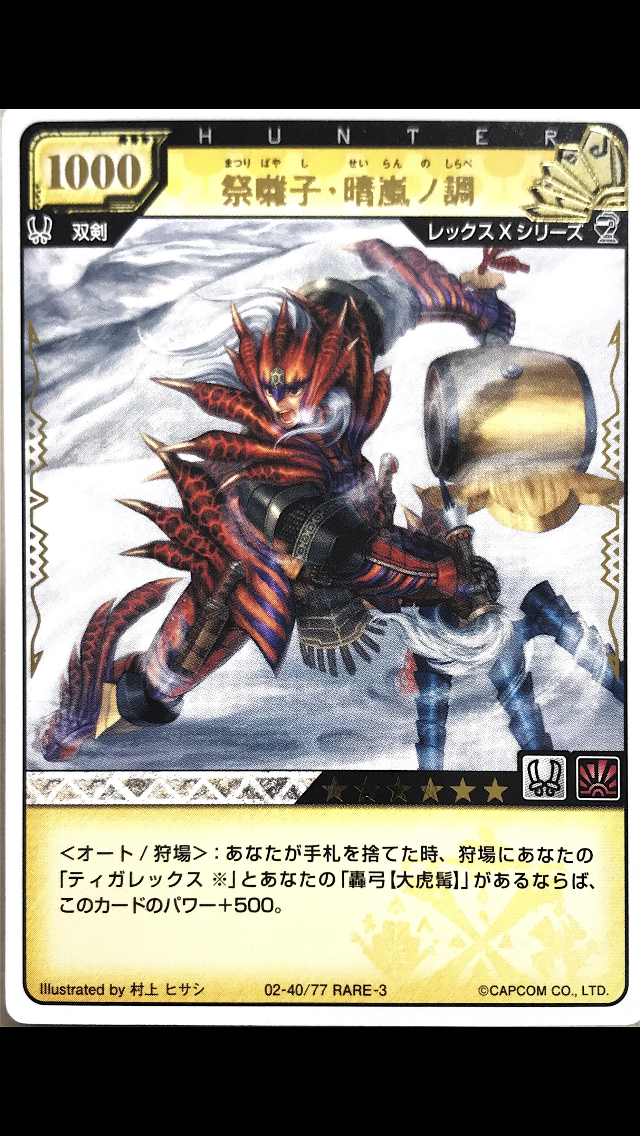 HUNTER
1000
まつり ばや し せい らん の しらべ
祭囃子・晴嵐ノ調
双剣
レックスXシリーズ
2
<オート / 狩場>：あなたが手札を捨てた時、狩場にあなたの
「ティガレックス ※」とあなたの「轟弓【大虎髯】」があるならば、
このカードのパワー+500。
Illustrated by 村上 ヒサシ
02-40/77 RARE-3
©CAPCOM CO., LTD.